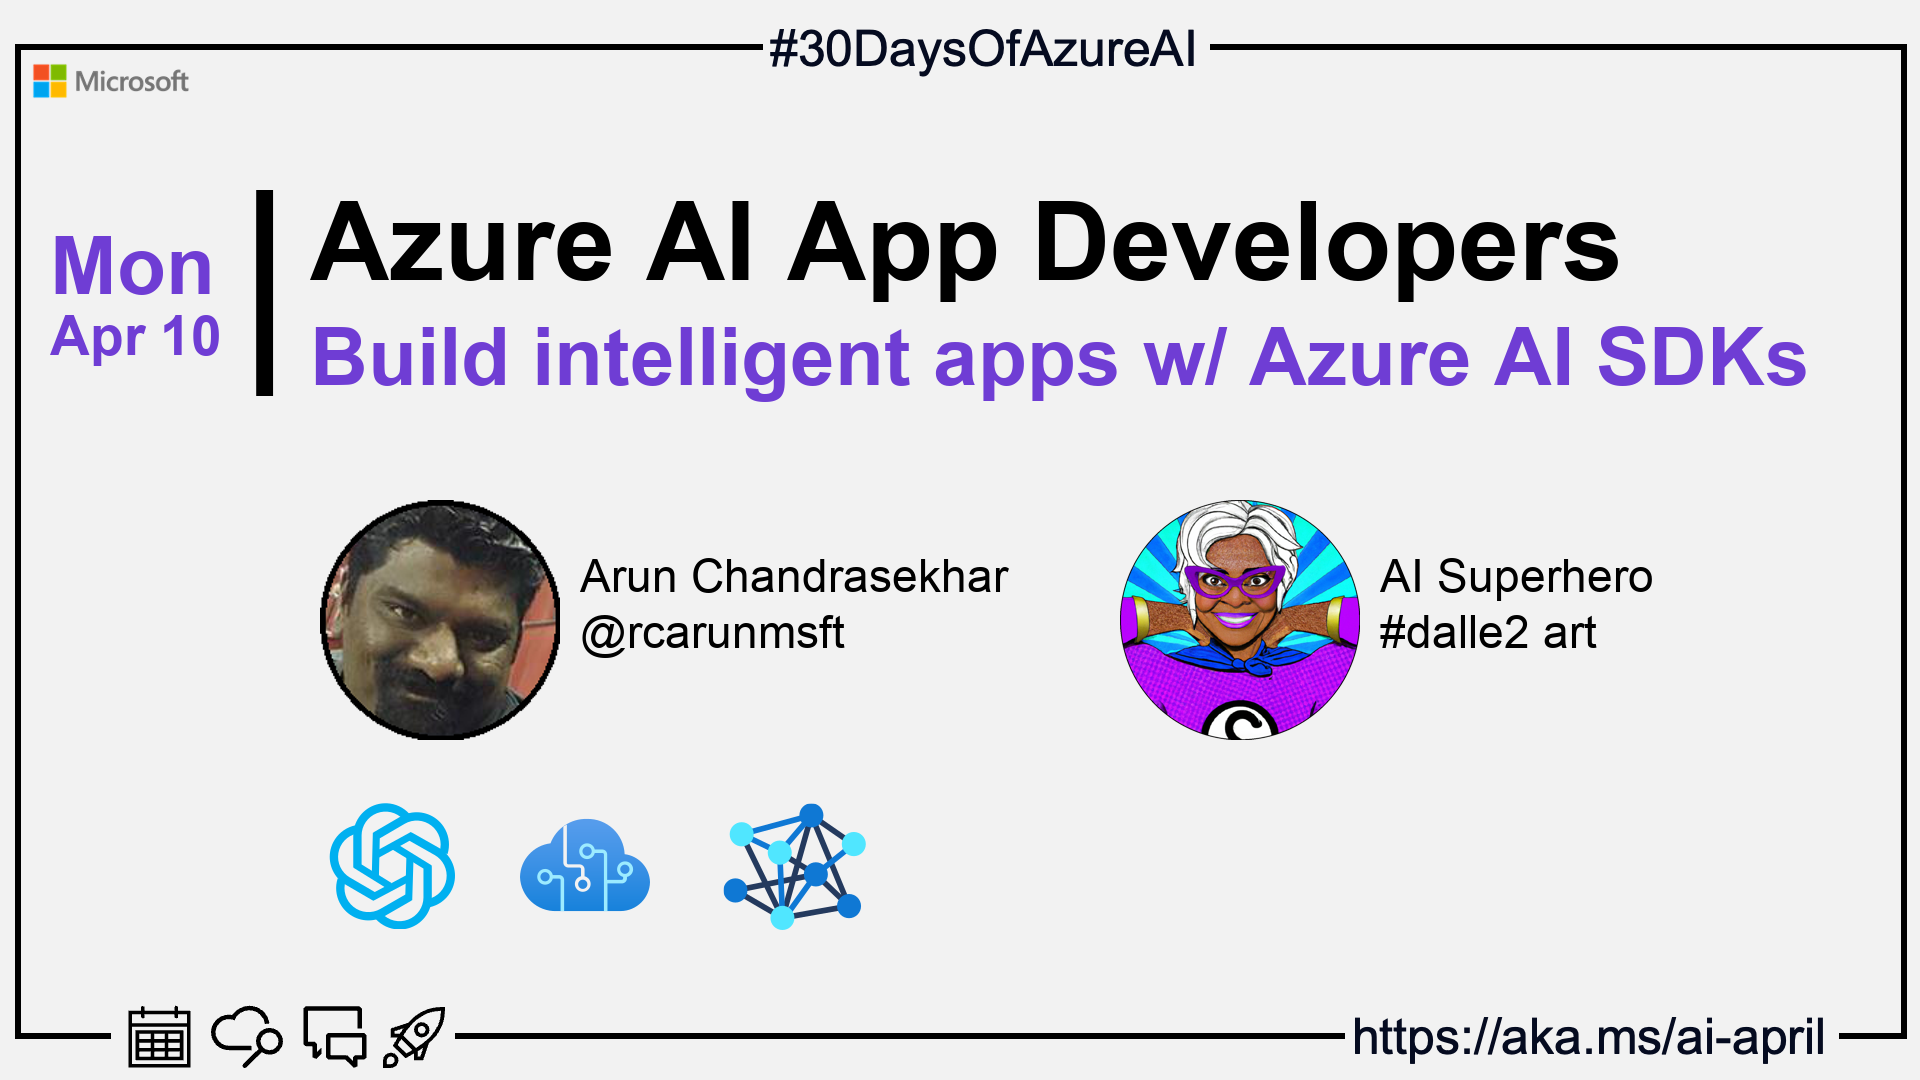 #30DaysOfAzureAI
Microsoft
Mon
Apr 10
Azure AI App Developers
Build intelligent apps w/ Azure AI SDKs
Arun Chandrasekhar
@rcarunmsft
AI Superhero
#dalle2 art
https://aka.ms/ai-april